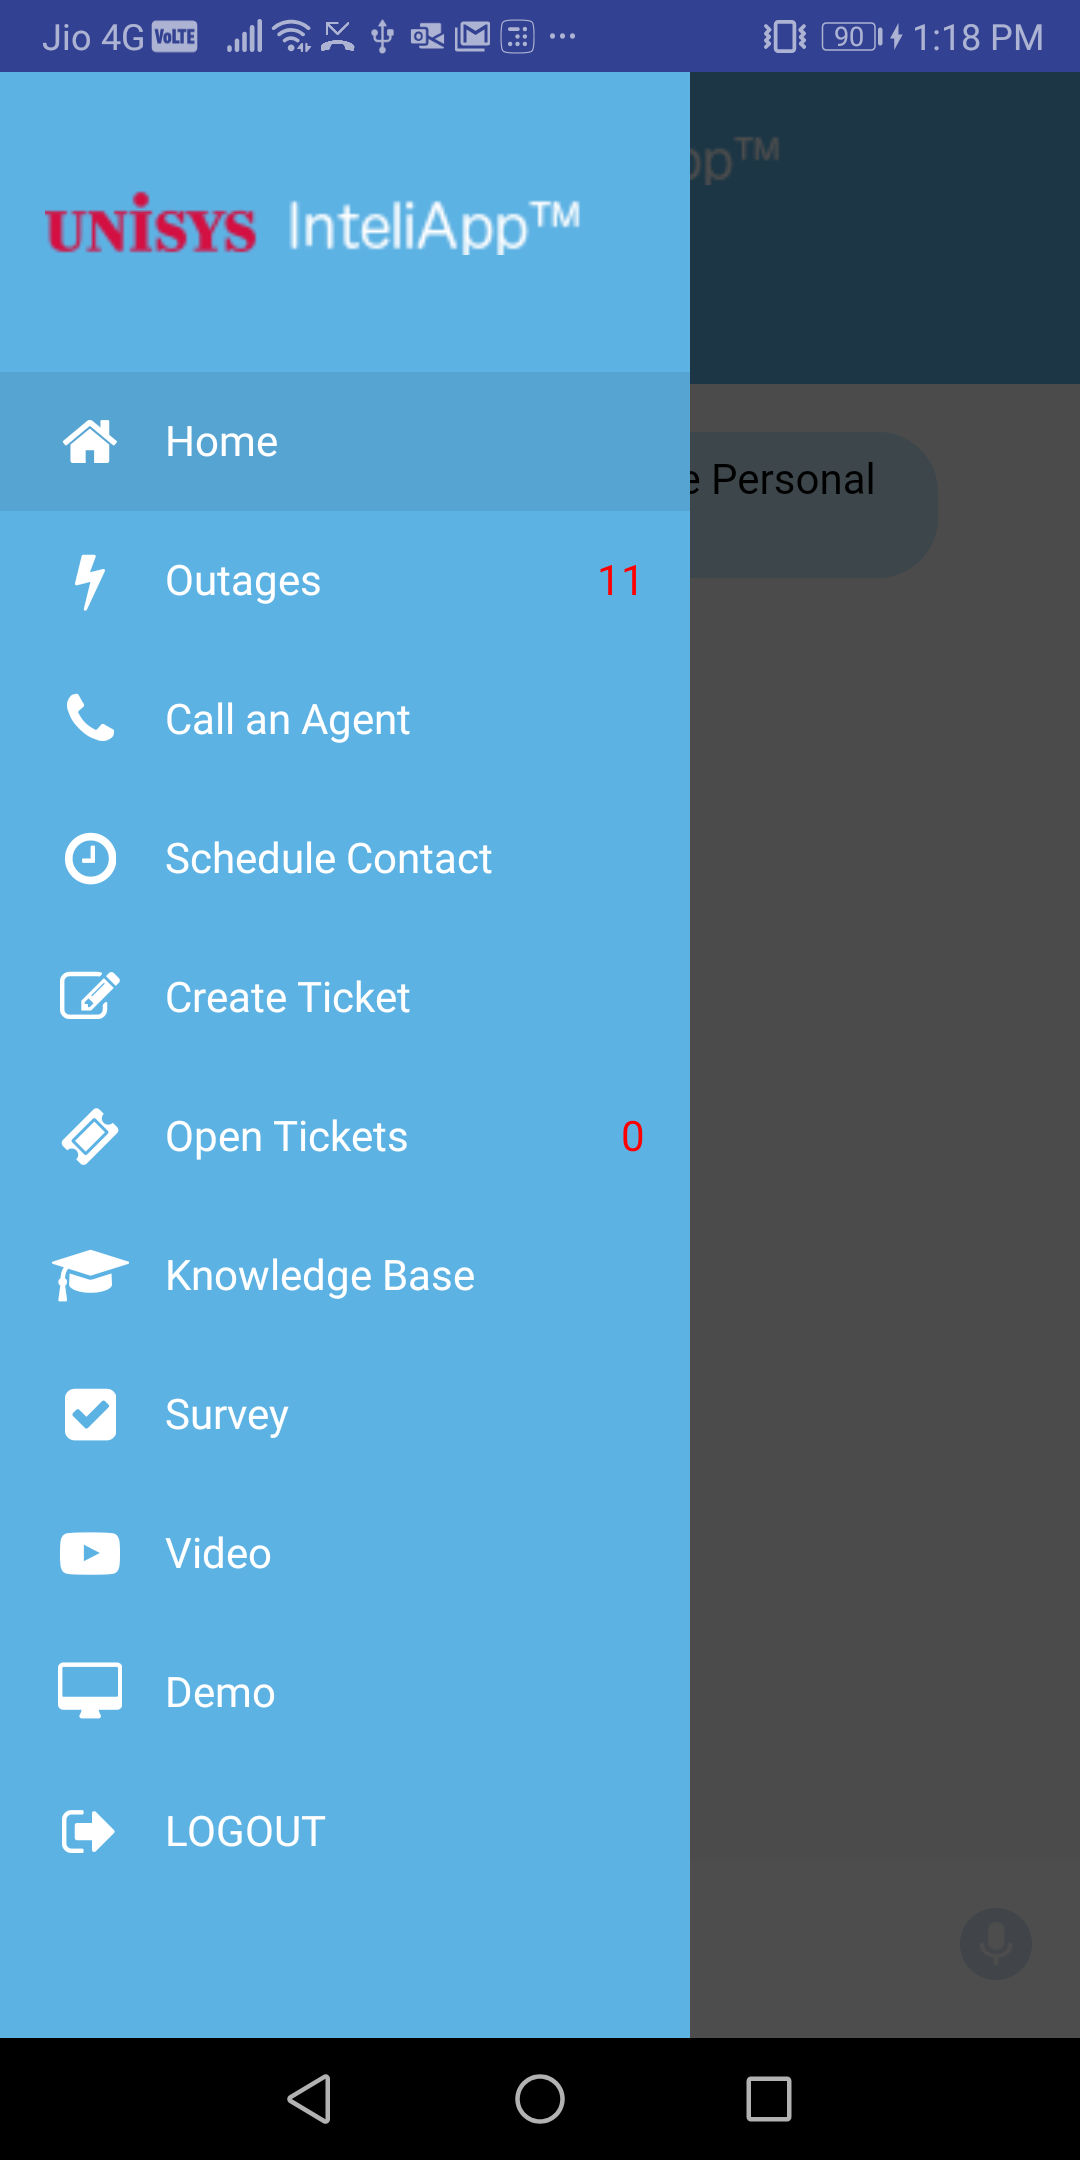 Jio 4G VoLTE 90 1:18 PM
UNISYS InteliApp™
pp™
Home
e Personal
Outages 11
Call an Agent
Schedule Contact
Create Ticket
Open Tickets 0
Knowledge Base
Survey
Video
Demo
LOGOUT